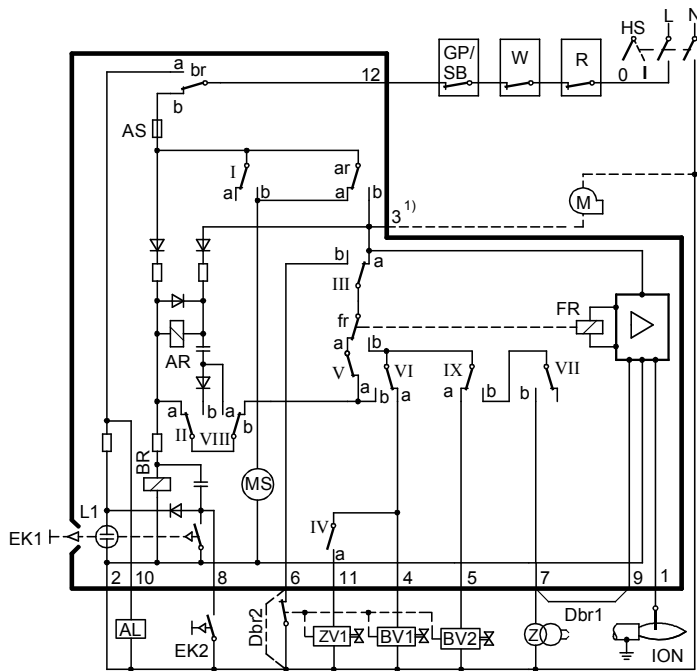 HS L N
GP/ SB W R
0 I
a br 12
b
AS
I ar
a b a b
3 1)
M
b a
III
fr FR
AR
a b
V VI IX VII
a b a a b b
b a
II VIII b
BR
MS
L1
EK1
IV
a
2 10 8 6 11 4 5 7 9 1
Dbr2 Dbr1
AL
EK2
ZV1 BV1 BV2 Z
ION